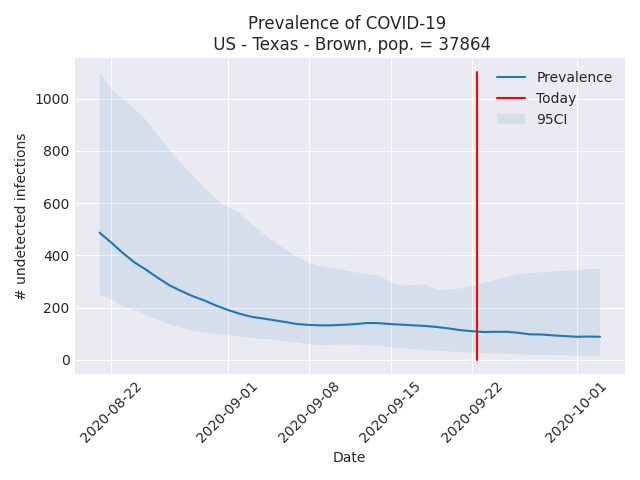 Prevalence of COVID-19
US - Texas - Brown, pop. = 37864
Prevalence
Today
95CI
# undetected infections
1000
800
600
400
200
0
2020-08-22
2020-09-01
2020-09-08
2020-09-15
2020-09-22
2020-10-01
Date